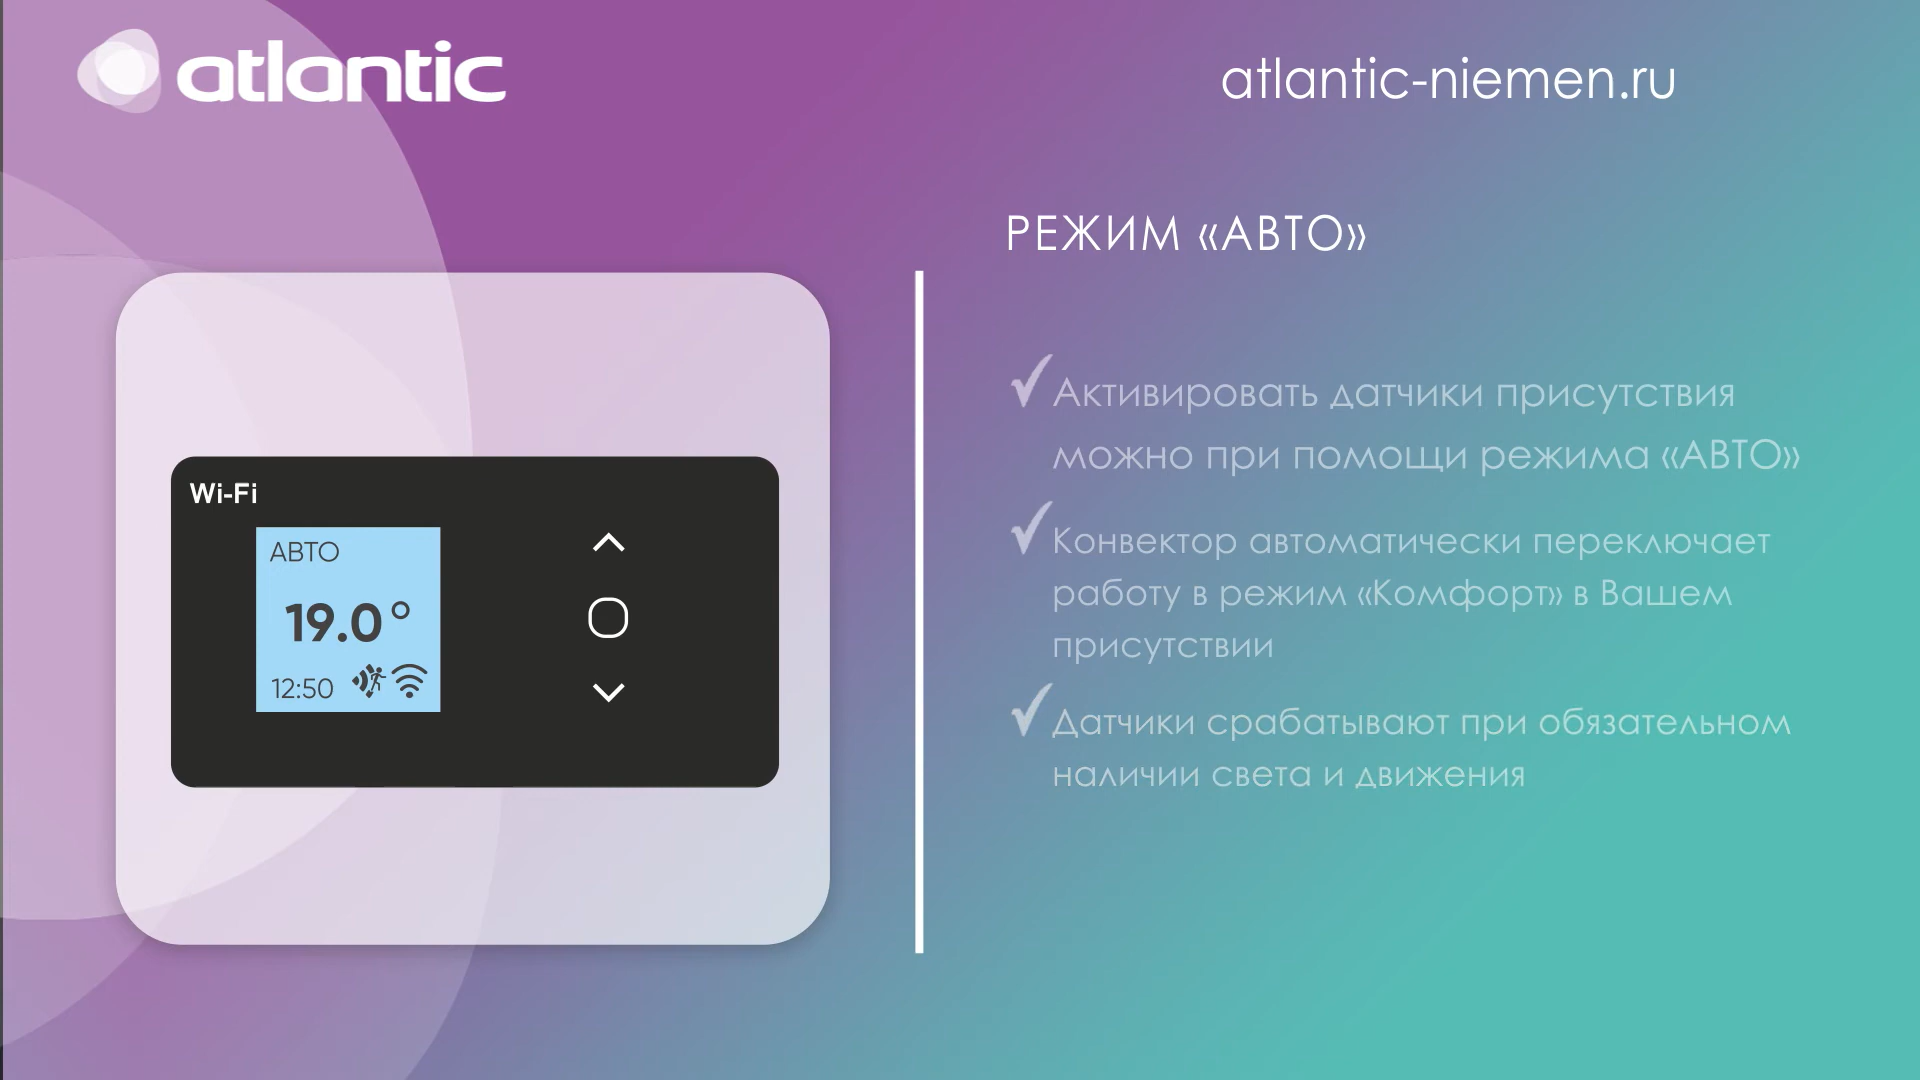 atlantic
atlantic-niemen.ru
РЕЖИМ «АВТО»
Wi-Fi
АВТО
19.0°
12:50
Активировать датчики присутствия
можно при помощи режима «АВТО»
Конвектор автоматически переключает
работу в режим «Комфорт» в Вашем
присутствии
Датчики срабатывают при обязательном
наличии света и движения